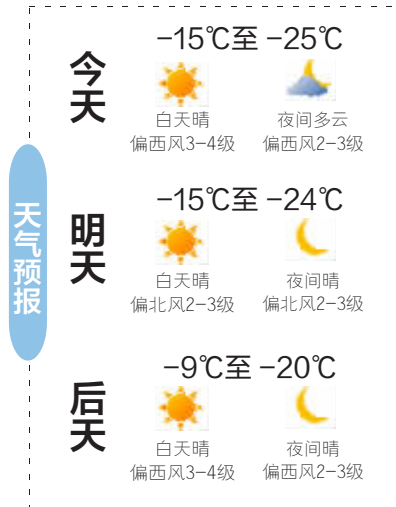 天气预报
今天
-15℃至 -25℃
白天晴
偏西风3-4级
夜间多云
偏西风2-3级
明天
-15℃至 -24℃
白天晴
偏北风2-3级
夜间晴
偏北风2-3级
后天
-9℃至 -20℃
白天晴
偏西风3-4级
夜间晴
偏西风2-3级